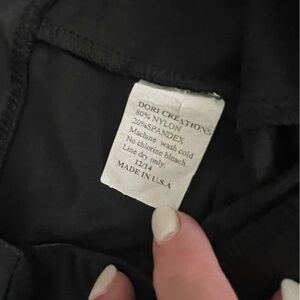 DORI CREATIONS
80% NYLON
20%SPANDEX
Machine wash cold
No chlorine bleach.
Line dry only.
12/14
MADE IN U.S.A